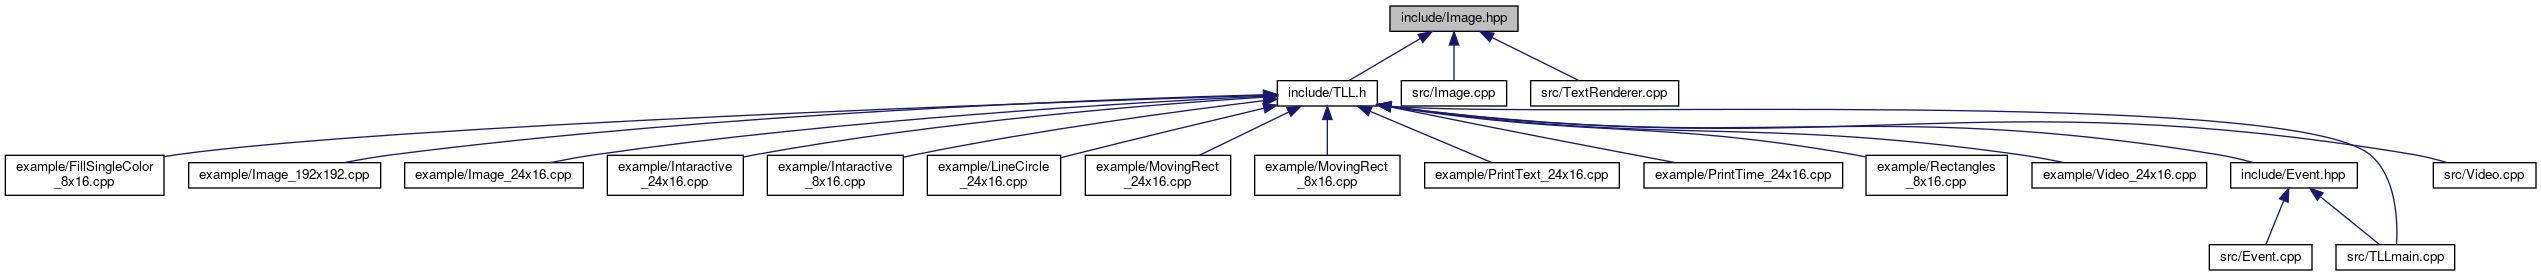 include/Image.hpp
include/TLL.h
src/Image.cpp
src/TextRenderer.cpp
example/FillSingleColor
_8x16.cpp
example/Image_192x192.cpp
example/Image_24x16.cpp
example/Intaractive
_24x16.cpp
example/Intaractive
_8x16.cpp
example/LineCircle
_24x16.cpp
example/MovingRect
_24x16.cpp
example/MovingRect
_8x16.cpp
example/PrintText_24x16.cpp
example/PrintTime_24x16.cpp
example/Rectangles
_8x16.cpp
example/Video_24x16.cpp
include/Event.hpp
src/Video.cpp
src/Event.cpp
src/TLLmain.cpp